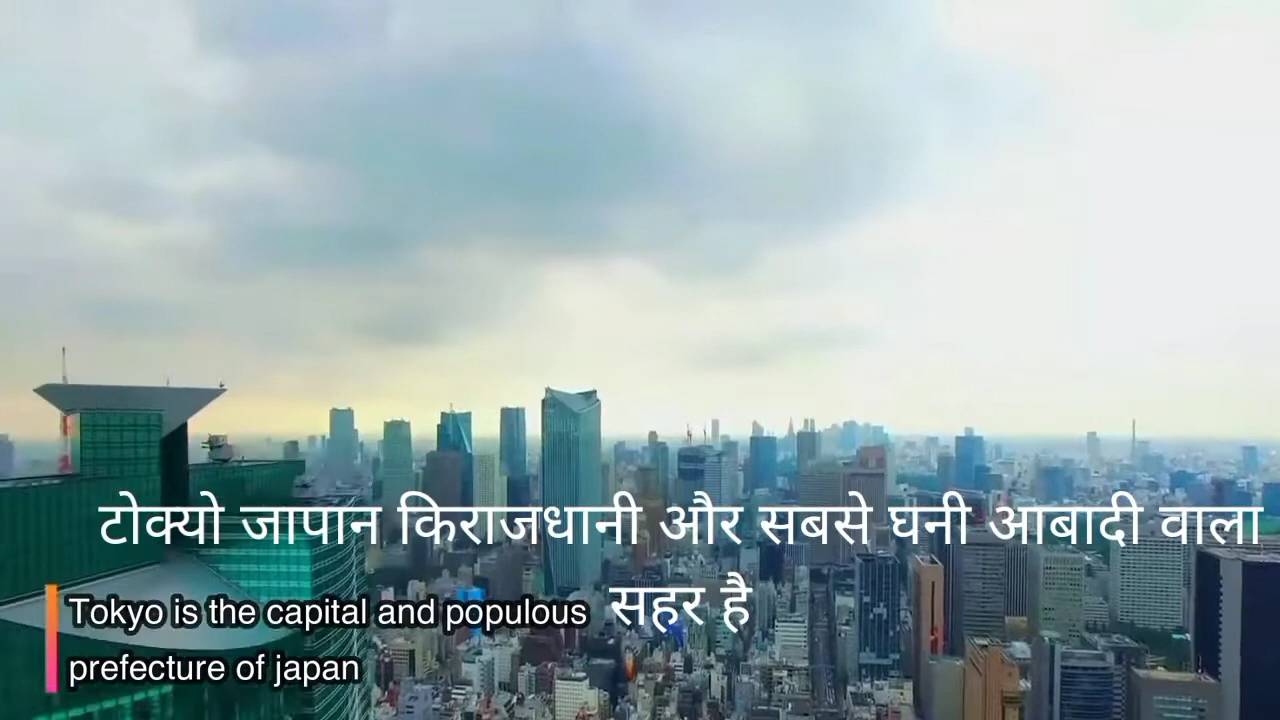 टोक्यो जापान किराजधानी और सबसे घनी आबादी वाला
सहर है
Tokyo is the capital and populous
prefecture of japan